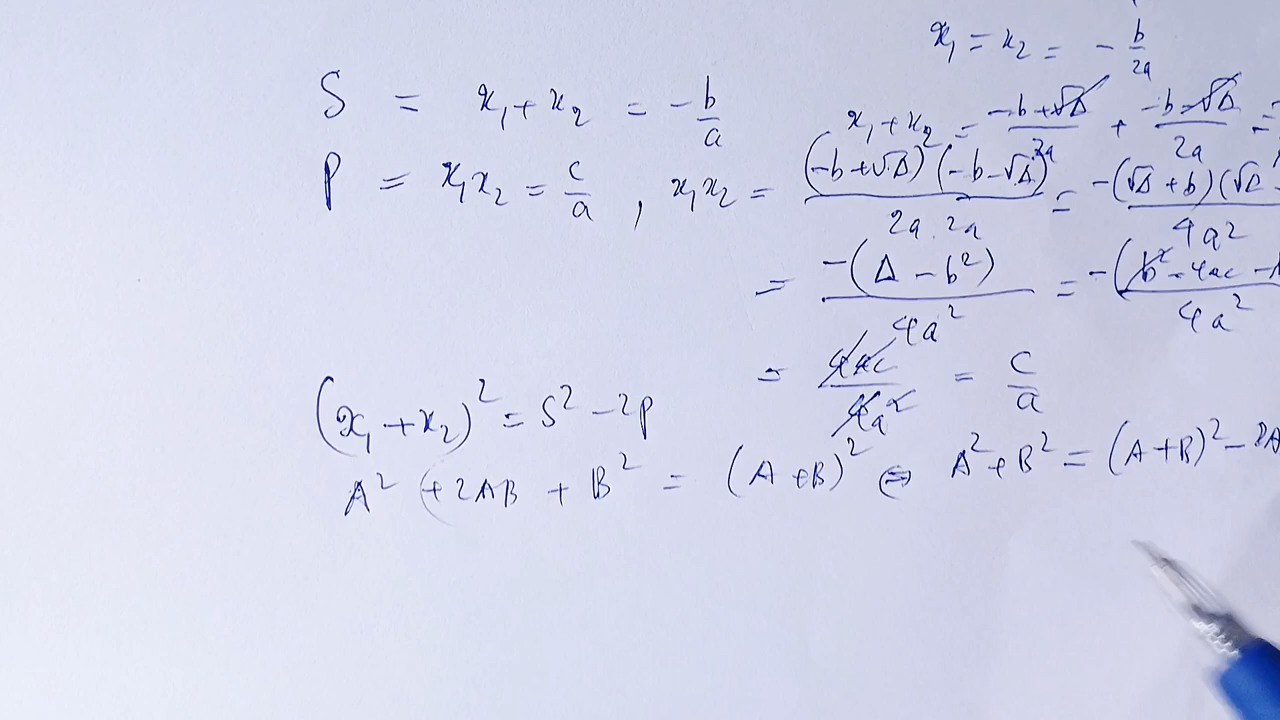 x₁ = x₂ = - b/2a
S = x₁ + x₂ = - b/a
x₁ + x₂ = (-b + √Δ)/2a + (-b - √Δ)/2a =
P = x₁x₂ = c/a , x₁x₂ = (-b + √Δ)(-b - √Δ)/(2a . 2a) = -(√Δ + b)(√Δ -/4a²
= -(Δ - b²)/4a² = -(b² - 4ac -/4a²
= 4ac/4a² = c/a
(x₁ + x₂)² = S² - 2P
A² + 2AB + B² = (A + B)² ⇔ A² + B² = (A + B)² - 2A